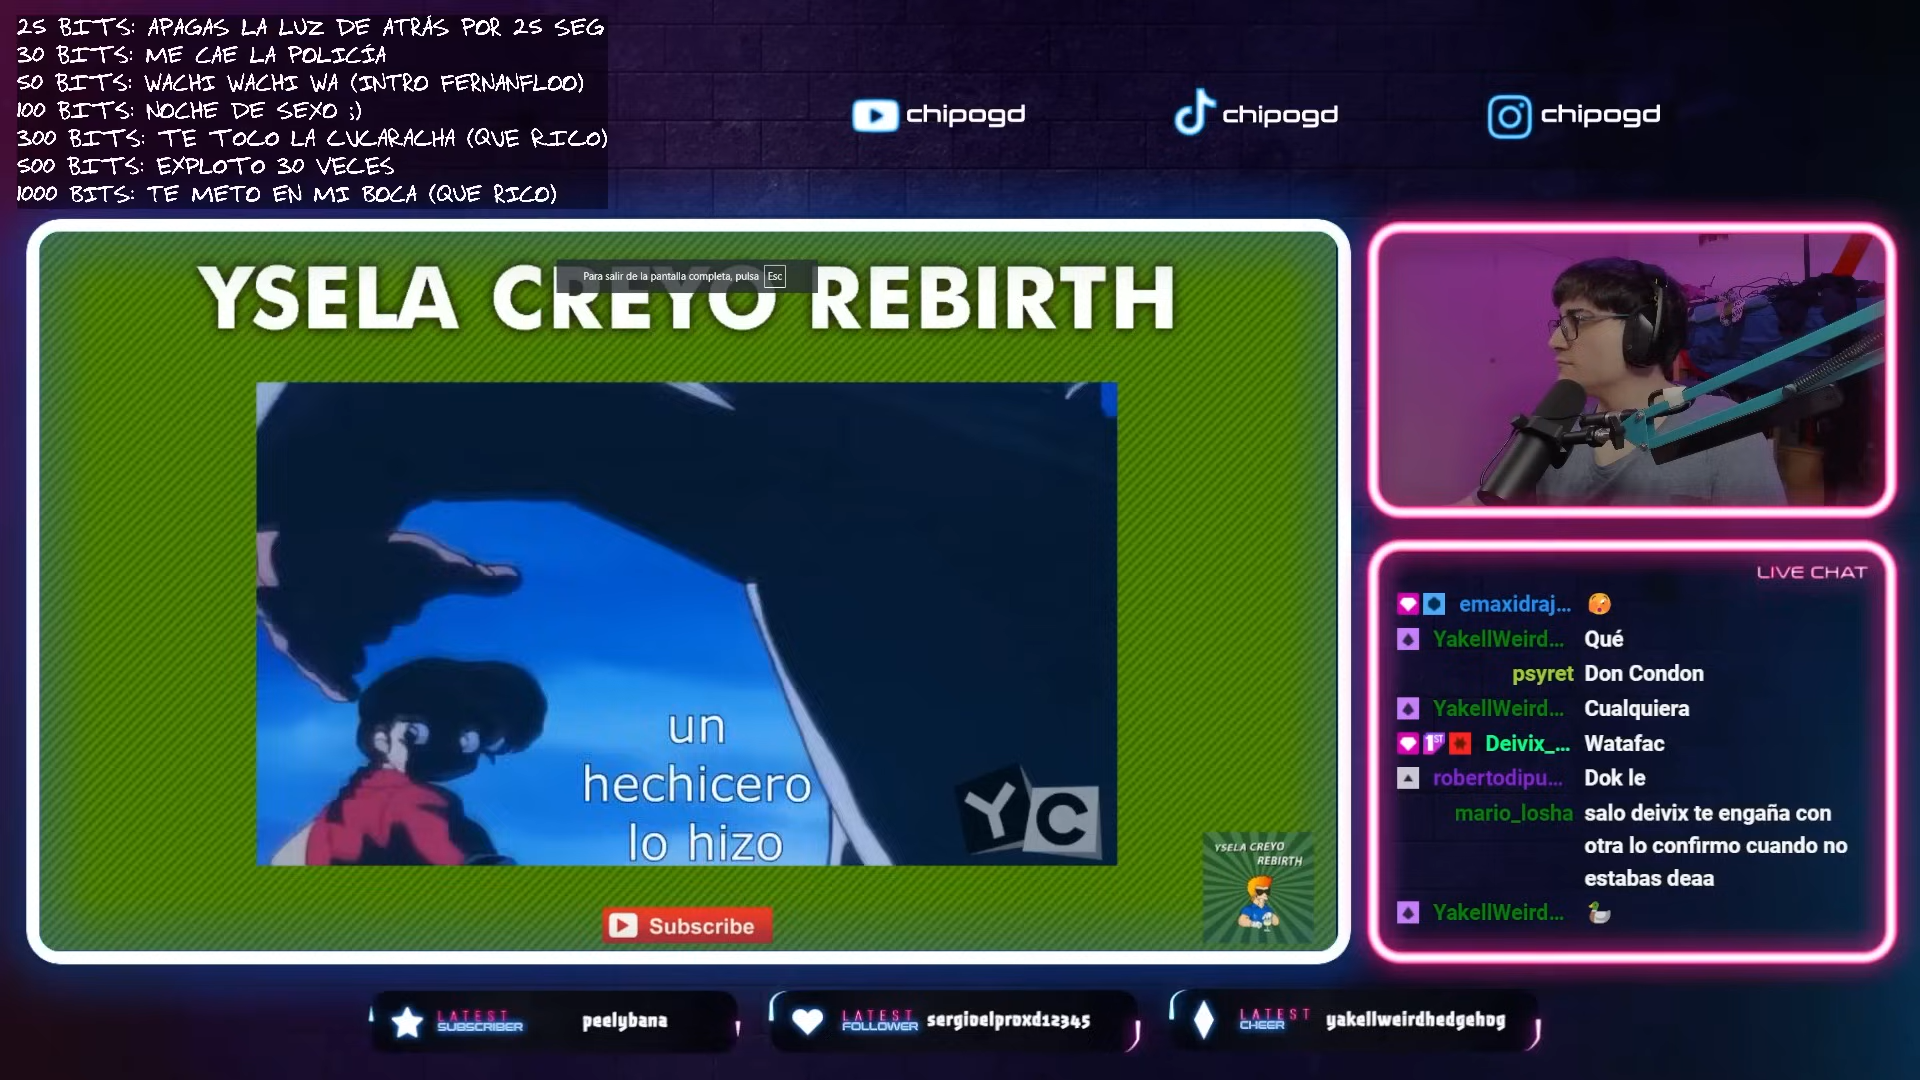 25 BITS: APAGAS LA LUZ DE ATRÁS POR 25 SEG
30 BITS: ME CAE LA POLICÍA
50 BITS: WACHI WACHI WA (INTRO FERNANFLOO)
100 BITS: NOCHE DE SEXO ;)
300 BITS: TE TOCO LA CUCARACHA (QUE RICO)
500 BITS: EXPLOTO 30 VECES
1000 BITS: TE METO EN MI BOCA (QUE RICO)
chipogd
chipogd
chipogd
YSELA CREYO REBIRTH
Para salir de la pantalla completa, pulsa Esc
un
hechicero
lo hizo
YC
YSELA CREYO
REBIRTH
Subscribe
LIVE CHAT
emaxidraj...
YakellWeird... Qué
psyret Don Condon
YakellWeird... Cualquiera
1ST Deivix_... Watafac
robertodipu... Dok le
mario_losha salo deivix te engaña con
otra lo confirmo cuando no
estabas deaa
YakellWeird...
LATEST
SUBSCRIBER
peelybana
LATEST
FOLLOWER
sergioelproxd12345
LATEST
CHEER
yakellweirdhedgehog